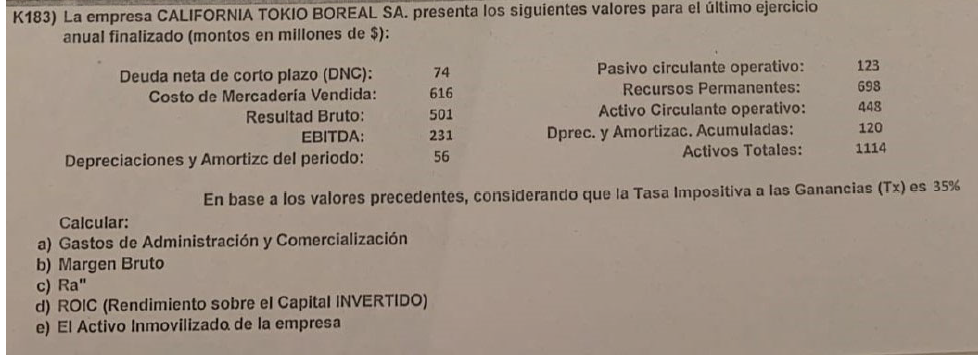 K183) La empresa CALIFORNIA TOKIO BOREAL SA. presenta los siguientes valores para el último ejercicio
anual finalizado (montos en millones de $):
Deuda neta de corto plazo (DNC): 74
Costo de Mercadería Vendida: 616
Resultad Bruto: 501
EBITDA: 231
Depreciaciones y Amortizc del periodo: 56
Pasivo circulante operativo: 123
Recursos Permanentes: 698
Activo Circulante operativo: 448
Dprec. y Amortizac. Acumuladas: 120
Activos Totales: 1114
En base a los valores precedentes, considerando que la Tasa Impositiva a las Ganancias (Tx) es 35%
Calcular:
a) Gastos de Administración y Comercialización
b) Margen Bruto
c) Ra"
d) ROIC (Rendimiento sobre el Capital INVERTIDO)
e) El Activo Inmovilizado de la empresa